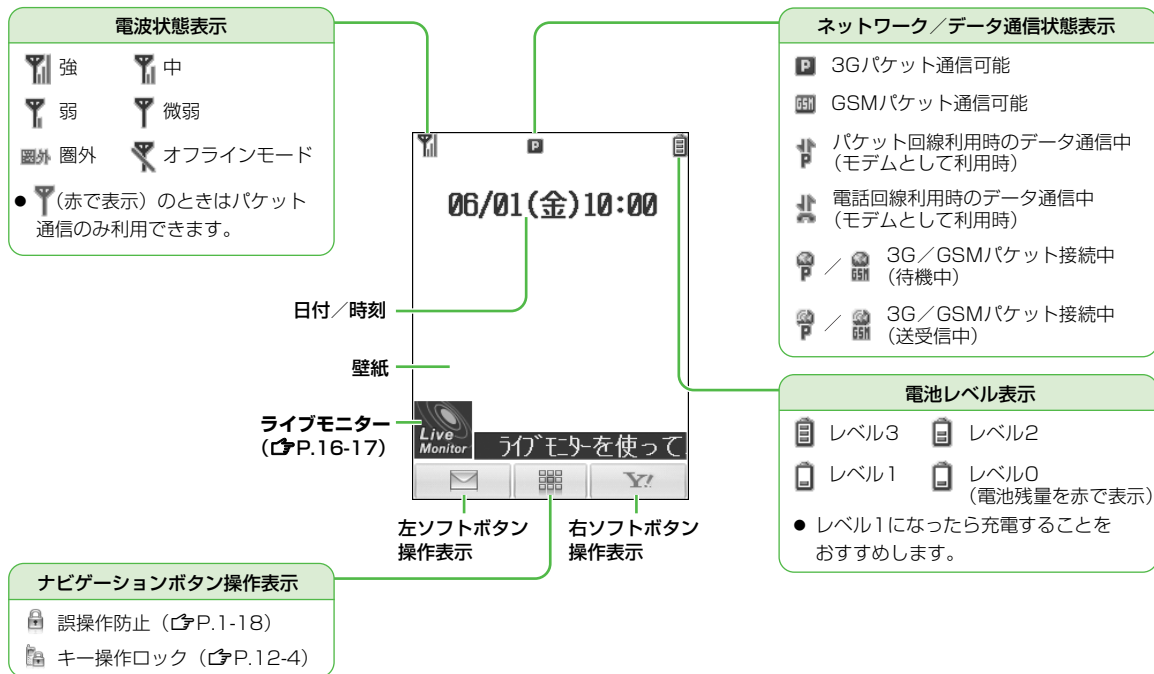 電波状態表示
強 中
弱 微弱
圏外 圏外 オフラインモード
● (赤で表示)のときはパケット
通信のみ利用できます。
ネットワーク／データ通信状態表示
P 3Gパケット通信可能
GSM GSMパケット通信可能
P パケット回線利用時のデータ通信中
(モデムとして利用時)
電話回線利用時のデータ通信中
(モデムとして利用時)
P ／ GSM 3G／GSMパケット接続中
(待機中)
P ／ GSM 3G／GSMパケット接続中
(送受信中)
P
06/01(金)10:00
日付／時刻
壁紙
ライブモニター
(P.16-17)
Live
Monitor
ライブモニターを使って
Y!
左ソフトボタン
操作表示
右ソフトボタン
操作表示
電池レベル表示
レベル3 レベル2
レベル1 レベル0
(電池残量を赤で表示)
● レベル1になったら充電することを
おすすめします。
ナビゲーションボタン操作表示
誤操作防止(P.1-18)
キー操作ロック(P.12-4)